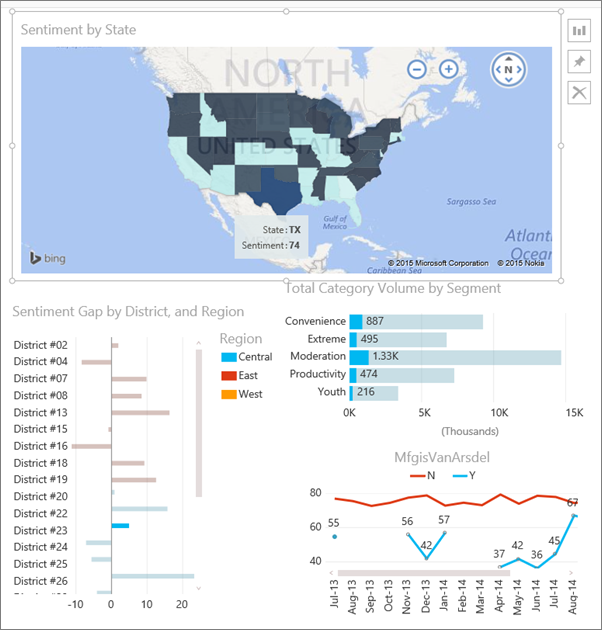 Sentiment by State
NORTH
AMERICA
UNITED STATES
N
Sargasso Sea
Gulf of
Mexico
Atlanti
Ocear
State: TX
Sentiment: 74
bing
© 2015 Microsoft Corporation © 2015 Nokia
Caribbean Sea
Total Category Volume by Segment
Convenience 887
Extreme 495
Moderation 1.33K
Productivity 474
Youth 216
0K 5K 10K 15K
(Thousands)
Sentiment Gap by District, and Region
Region
Central
East
West
District #02
District #04
District #07
District #08
District #13
District #15
District #16
District #18
District #19
District #20
District #22
District #23
District #24
District #25
District #26
-10 0 10 20
MfgisVanArsdel
N Y
80
60
40
55 56 42 57 37 42 36 45 67
Jul-13 Aug-13 Sep-13 Oct-13 Nov-13 Dec-13 Jan-14 Feb-14 Mar-14 Apr-14 May-14 Jun-14 Jul-14 Aug-14